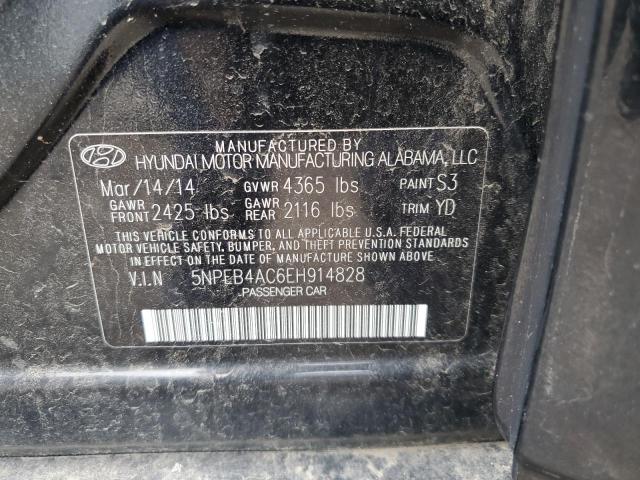 MANUFACTURED BY
HYUNDAI MOTOR MANUFACTURING ALABAMA, LLC
Mar/14/14 GVWR 4365 lbs PAINT S3
GAWR FRONT 2425 lbs GAWR REAR 2116 lbs TRIM YD
THIS VEHICLE CONFORMS TO ALL APPLICABLE U.S.A. FEDERAL
MOTOR VEHICLE SAFETY, BUMPER, AND THEFT PREVENTION
STANDARDS IN EFFECT ON THE DATE OF MANUFACTURE SHOWN ABOVE.
V.I.N 5NPEB4AC6EH914828
PASSENGER CAR